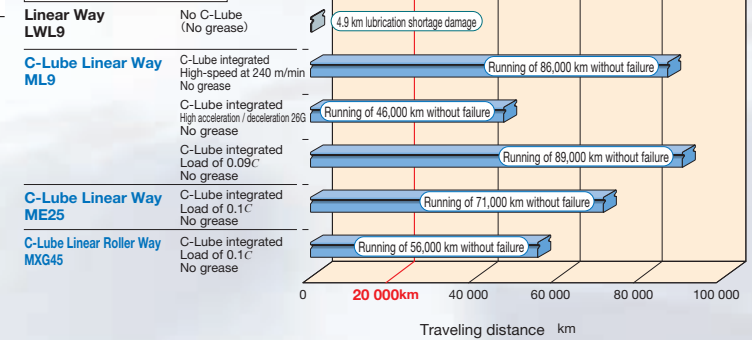 Linear Way
LWL9
No C-Lube
（No grease）
4.9 km lubrication shortage damage
C-Lube Linear Way
ML9
C-Lube integrated
High-speed at 240 m/min
No grease
Running of 86,000 km without failure
C-Lube integrated
High acceleration / deceleration 26G
No grease
Running of 46,000 km without failure
C-Lube integrated
Load of 0.09C
No grease
Running of 89,000 km without failure
C-Lube Linear Way
ME25
C-Lube integrated
Load of 0.1C
No grease
Running of 71,000 km without failure
C-Lube Linear Roller Way
MXG45
C-Lube integrated
Load of 0.1C
No grease
Running of 56,000 km without failure
0 20 000km 40 000 60 000 80 000 100 000
Traveling distance km